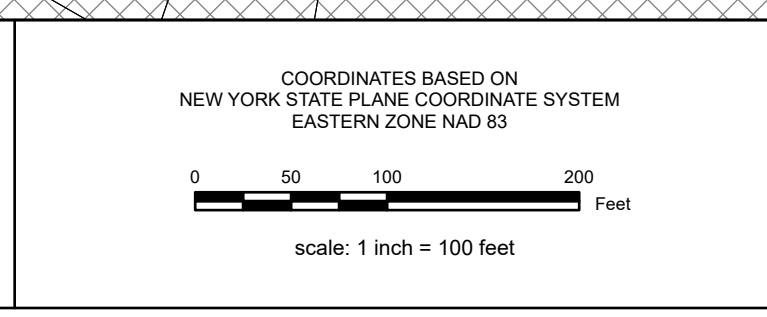 COORDINATES BASED ON
NEW YORK STATE PLANE COORDINATE SYSTEM
EASTERN ZONE NAD 83
0 50 100 200
Feet
scale: 1 inch = 100 feet